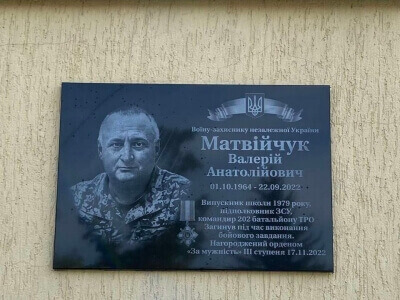 Воїну-захиснику незалежної України
Матвійчук
Валерій
Анатолійович
01.10.1964 - 22.09.2022
Випускник школи 1979 року,
підполковник ЗСУ,
командир 202 батальйону ТРО
Загинув під час виконання
бойового завдання.
Нагороджений орденом
«За мужність» III ступеня 17.11.2022